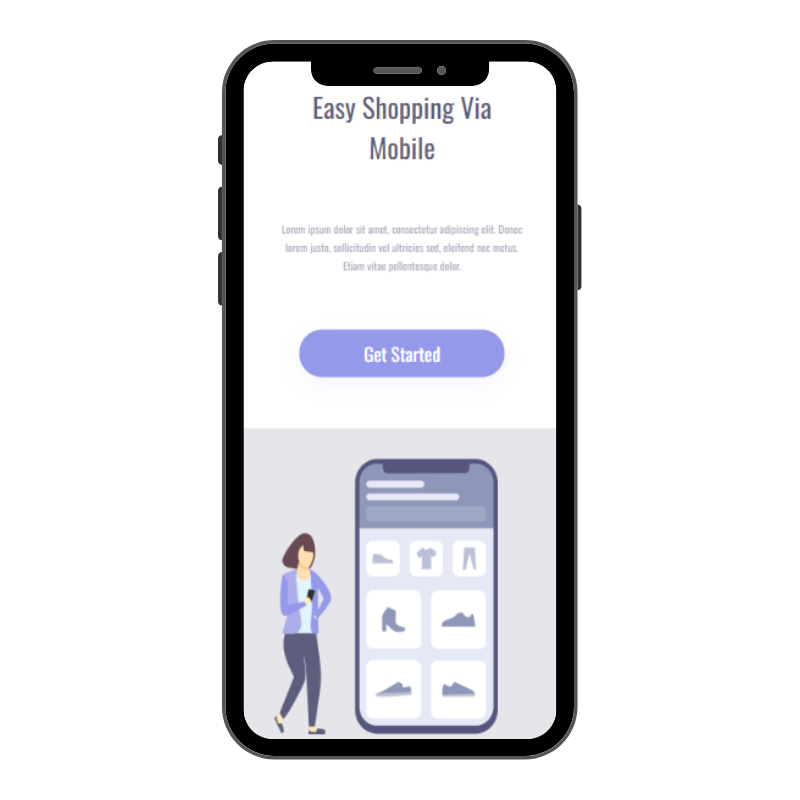 Easy Shopping Via
Mobile
Lorem ipsum dolor sit amet, consectetur adipiscing elit. Donec
lorem justo, sollicitudin vel ultricies sed, eleifend nec metus.
Etiam vitae pellentesque dolor.
Get Started